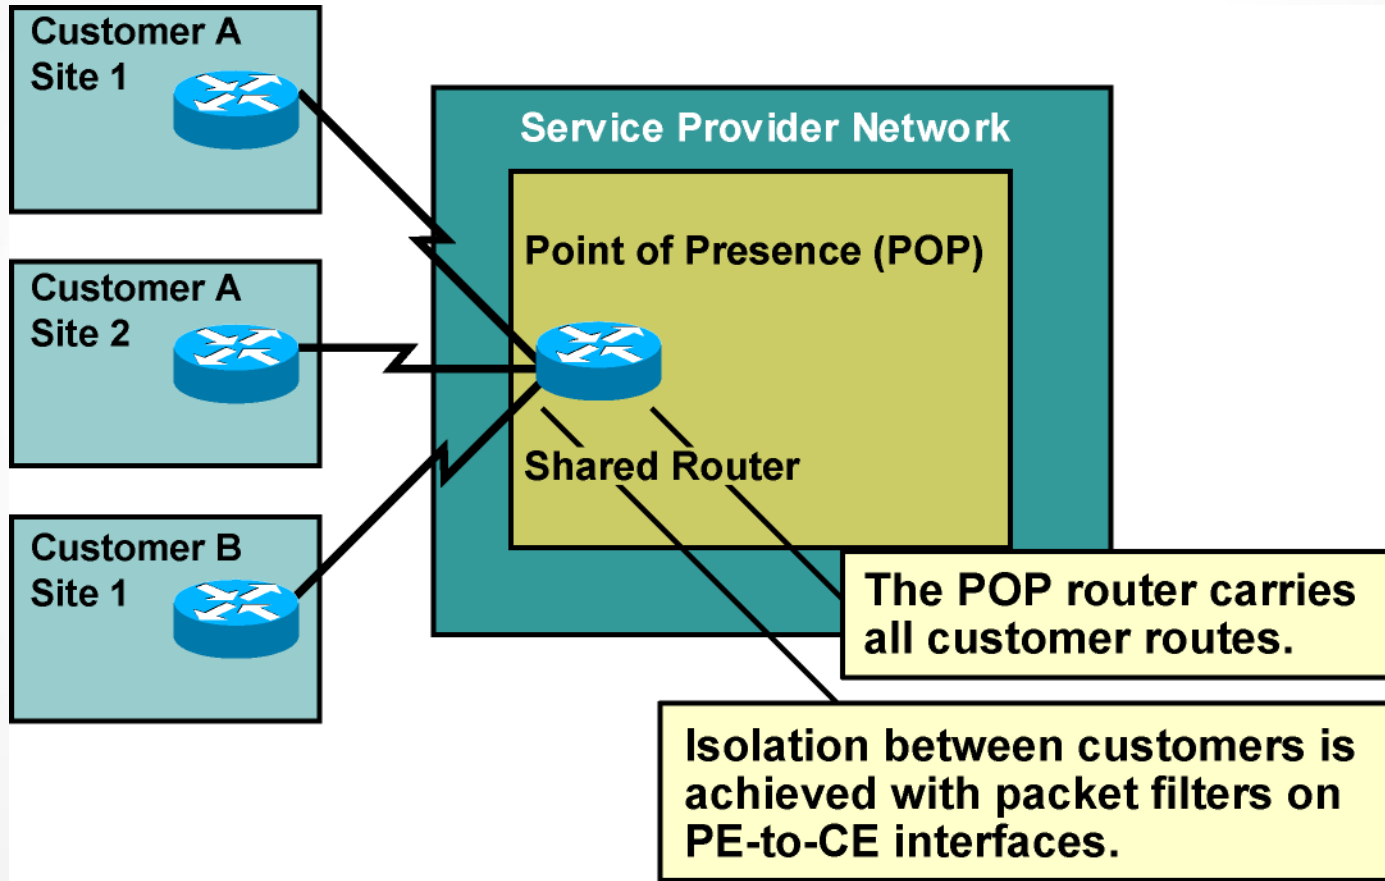 Customer A
Site 1
Service Provider Network
Point of Presence (POP)
Customer A
Site 2
Shared Router
Customer B
Site 1
The POP router carries
all customer routes.
Isolation between customers is
achieved with packet filters on
PE-to-CE interfaces.